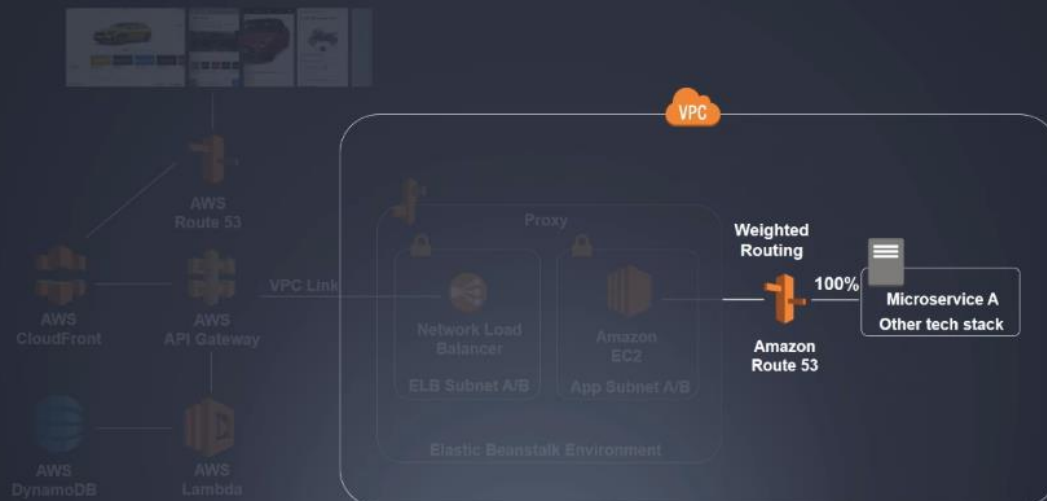 VPC
AWS
Route 53
Proxy
Weighted
Routing
100%
Microservice A
Other tech stack
VPC Link
AWS
CloudFront
AWS
API Gateway
Network Load
Balancer
Amazon
EC2
Amazon
Route 53
ELB Subnet A/B
App Subnet A/B
Elastic Beanstalk Environment
AWS
DynamoDB
AWS
Lambda